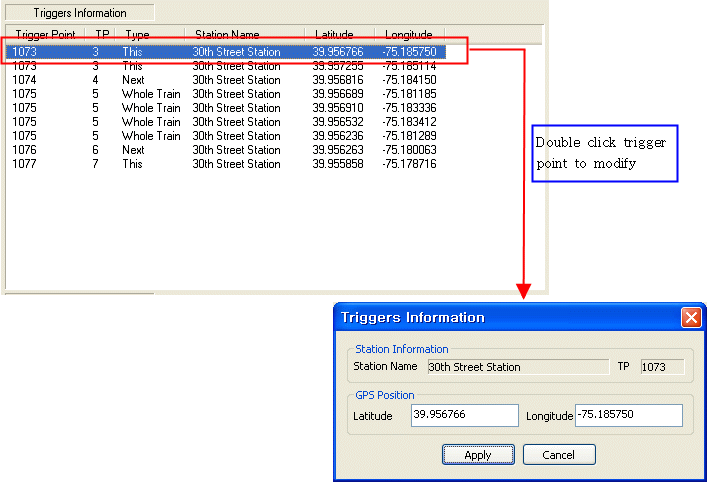 Triggers Information
Trigger Point TP Type Station Name Latitude Longitude
1073 3 This 30th Street Station 39.956766 -75.185750
1073 3 This 30th Street Station 39.957255 -75.185114
1074 4 Next 30th Street Station 39.956816 -75.184150
1075 5 Whole Train 30th Street Station 39.956689 -75.181185
1075 5 Whole Train 30th Street Station 39.956910 -75.183336
1075 5 Whole Train 30th Street Station 39.956532 -75.183412
1075 5 Whole Train 30th Street Station 39.956236 -75.181289
1076 6 Next 30th Street Station 39.956263 -75.180063
1077 7 This 30th Street Station 39.955858 -75.178716
Double click trigger
point to modify
Triggers Information
Station Information
Station Name 30th Street Station TP 1073
GPS Position
Latitude 39.956766 Longitude -75.185750
Apply Cancel